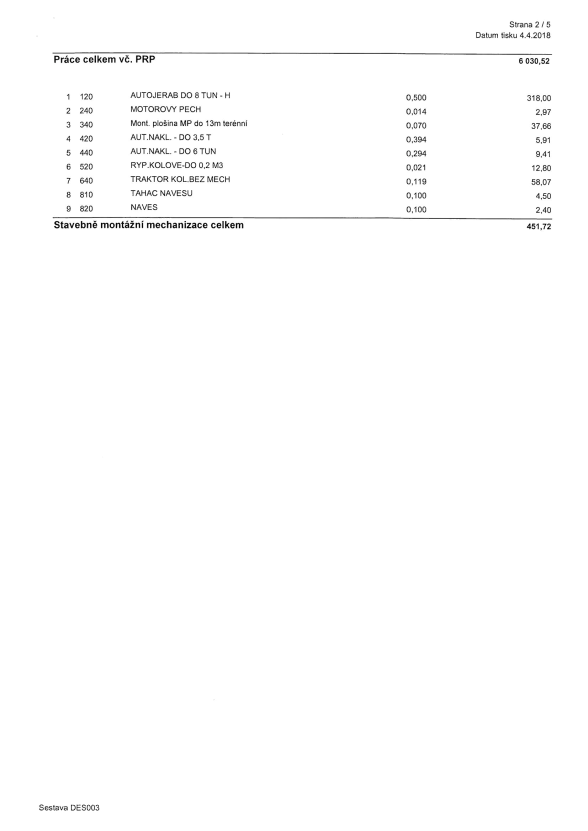 Strana 2 / 5
Datum tisku 4.4.2018
Práce celkem vč. PRP 6 030,52
1 120 AUTOJERAB DO 8 TUN - H 0,500 318,00
2 240 MOTOROVY PECH 0,014 2,97
3 340 Mont. plošina MP do 13m terénní 0,070 37,66
4 420 AUT.NAKL. - DO 3,5 T 0,394 5,91
5 440 AUT.NAKL. - DO 6 TUN 0,294 9,41
6 520 RYP.KOLOVE-DO 0,2 M3 0,021 12,80
7 640 TRAKTOR KOL.BEZ MECH 0,119 58,07
8 810 TAHAC NAVESU 0,100 4,50
9 820 NAVES 0,100 2,40
Stavebně montážní mechanizace celkem 451,72
Sestava DES003